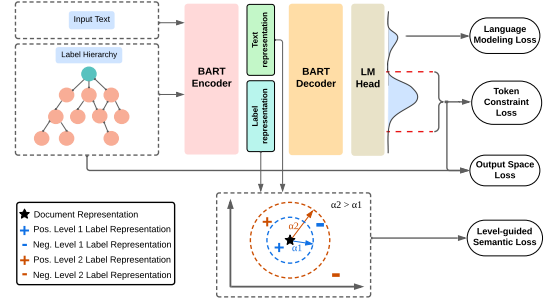 Input Text
Label Hierarchy
BART
Encoder
Text
representation
Label
representation
BART
Decoder
LM
Head
Language
Modeling Loss
Token
Constraint
Loss
Output Space
Loss
Level-guided
Semantic Loss
α2 > α1
α2
α1
Document Representation
+ Pos. Level 1 Label Representation
- Neg. Level 1 Label Representation
+ Pos. Level 2 Label Representation
- Neg. Level 2 Label Representation